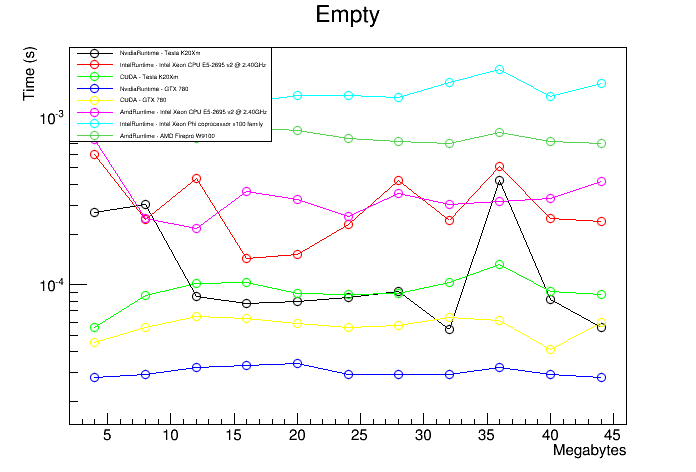 Empty
Time (s)
NvidiaRuntime - Tesla K20Xm
IntelRuntime - Intel Xeon CPU E5-2695 v2 @ 2.40GHz
CUDA - Tesla K20Xm
NvidiaRuntime - GTX 780
CUDA - GTX 780
AmdRuntime - Intel Xeon CPU E5-2695 v2 @ 2.40GHz
IntelRuntime - Intel Xeon Phi coprocessor x100 family
AmdRuntime - AMD Firepro W9100
10⁻³
10⁻⁴
5 10 15 20 25 30 35 40 45
Megabytes